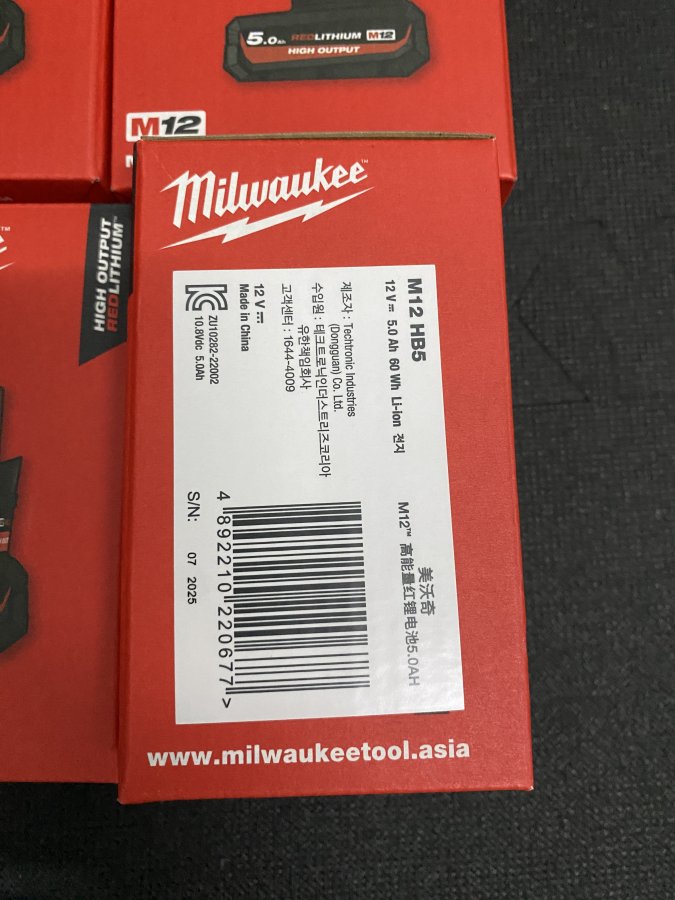 5.0Ah REDLITHIUM M12
HIGH OUTPUT
M12
HIGH OUTPUT
REDLITHIUM™
Milwaukee™
M12 HB5
12 V⎓ 5.0 Ah 60 Wh Li-Ion 전지
제조자 : Techtronic Industries
(Dongguan) Co. Ltd.
수입원 : 테크트로닉인더스트리즈코리아
유한책임회사
고객센터 : 1644-4009
12 V⎓
Made in China
ZU10282-22002
10.8Vdc 5.0Ah
美沃奇
M12™ 高能量红锂电池5.0AH
4 892210 220677 >
S/N: 07 2025
www.milwaukeetool.asia